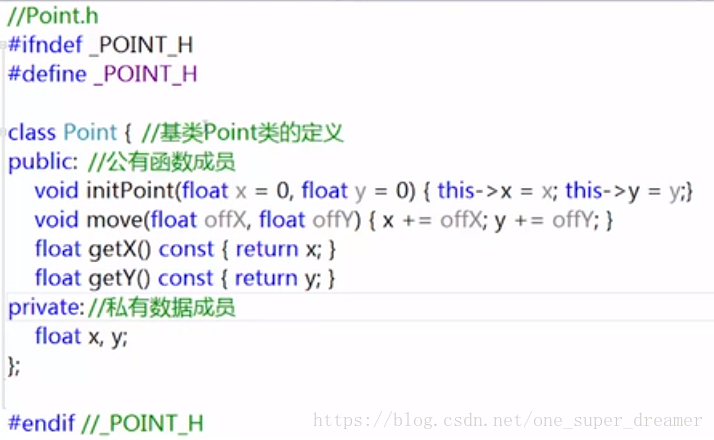 //Point.h
#ifndef _POINT_H
#define _POINT_H
class Point { //基类Point类的定义
public: //公有函数成员
void initPoint(float x = 0, float y = 0) { this->x = x; this->y = y;}
void move(float offX, float offY) { x += offX; y += offY; }
float getX() const { return x; }
float getY() const { return y; }
private: //私有数据成员
float x, y;
};
#endif //_POINT_H
https://blog.csdn.net/one_super_dreamer